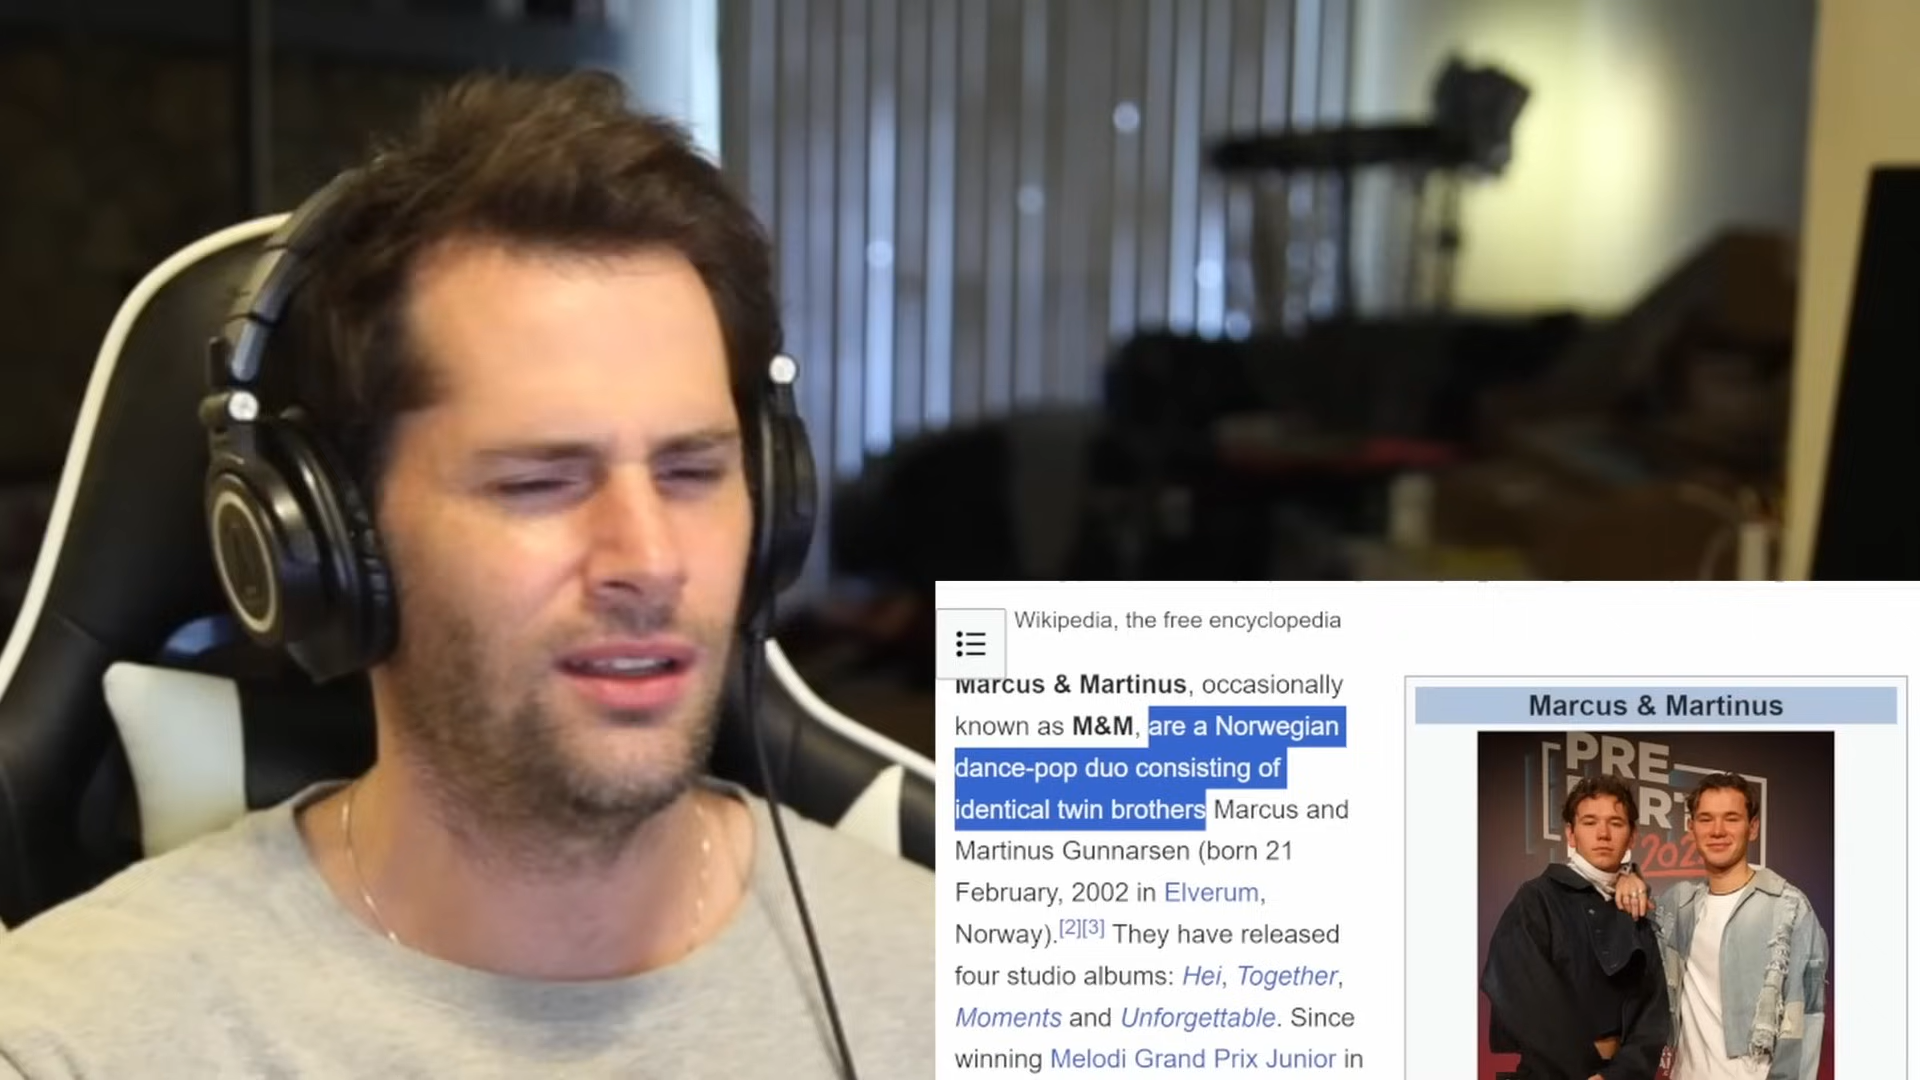 Wikipedia, the free encyclopedia
Marcus & Martinus, occasionally
known as M&M, are a Norwegian
dance-pop duo consisting of
identical twin brothers Marcus and
Martinus Gunnarsen (born 21
February, 2002 in Elverum,
Norway).[2][3] They have released
four studio albums: Hei, Together,
Moments and Unforgettable. Since
winning Melodi Grand Prix Junior in
Marcus & Martinus
PRE